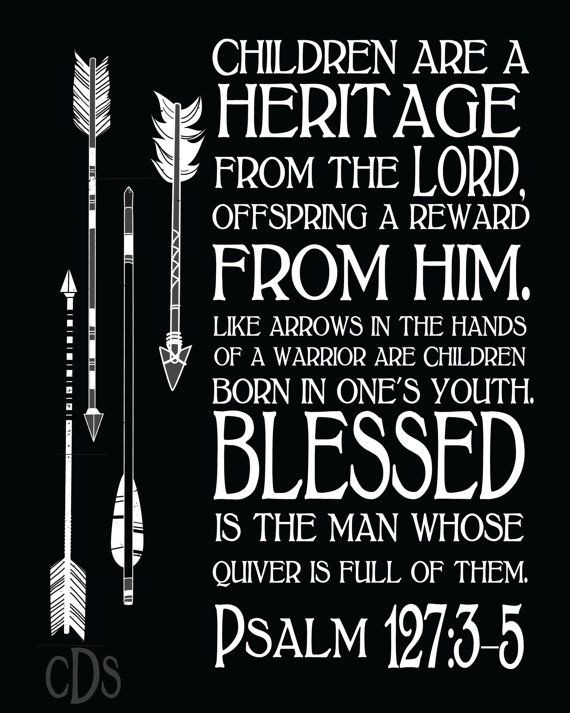 CHILDREN ARE A
HERITAGE
FROM THE LORD,
OFFSPRING A REWARD
FROM HIM.
LIKE ARROWS IN THE HANDS
OF A WARRIOR ARE CHILDREN
BORN IN ONE'S YOUTH.
BLESSED
IS THE MAN WHOSE
QUIVER IS FULL OF THEM.
PSALM 127:3-5
CDS